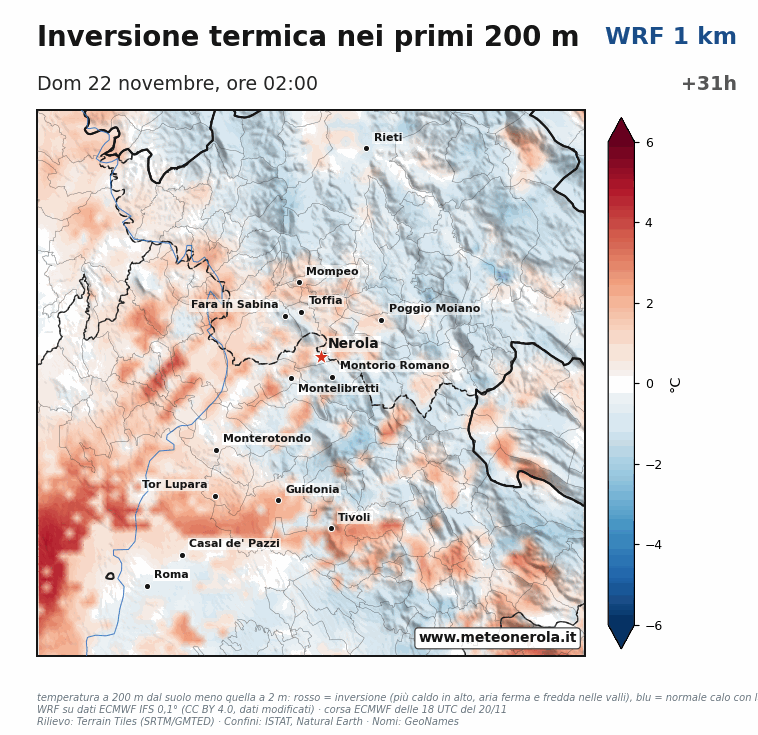 Inversione termica nei primi 200 m WRF 1 km
Dom 22 novembre, ore 02:00 +31h
Rieti
Mompeo
Fara in Sabina
Toffia
Poggio Moiano
Nerola
Montorio Romano
Montelibretti
Monterotondo
Tor Lupara
Guidonia
Tivoli
Casal de' Pazzi
Roma
www.meteonerola.it
6
4
2
0
−2
−4
−6
°C
temperatura a 200 m dal suolo meno quella a 2 m: rosso = inversione (più caldo in alto, aria ferma e fredda nelle valli), blu = normale calo con l
WRF su dati ECMWF IFS 0,1° (CC BY 4.0, dati modificati) · corsa ECMWF delle 18 UTC del 20/11
Rilievo: Terrain Tiles (SRTM/GMTED) · Confini: ISTAT, Natural Earth · Nomi: GeoNames